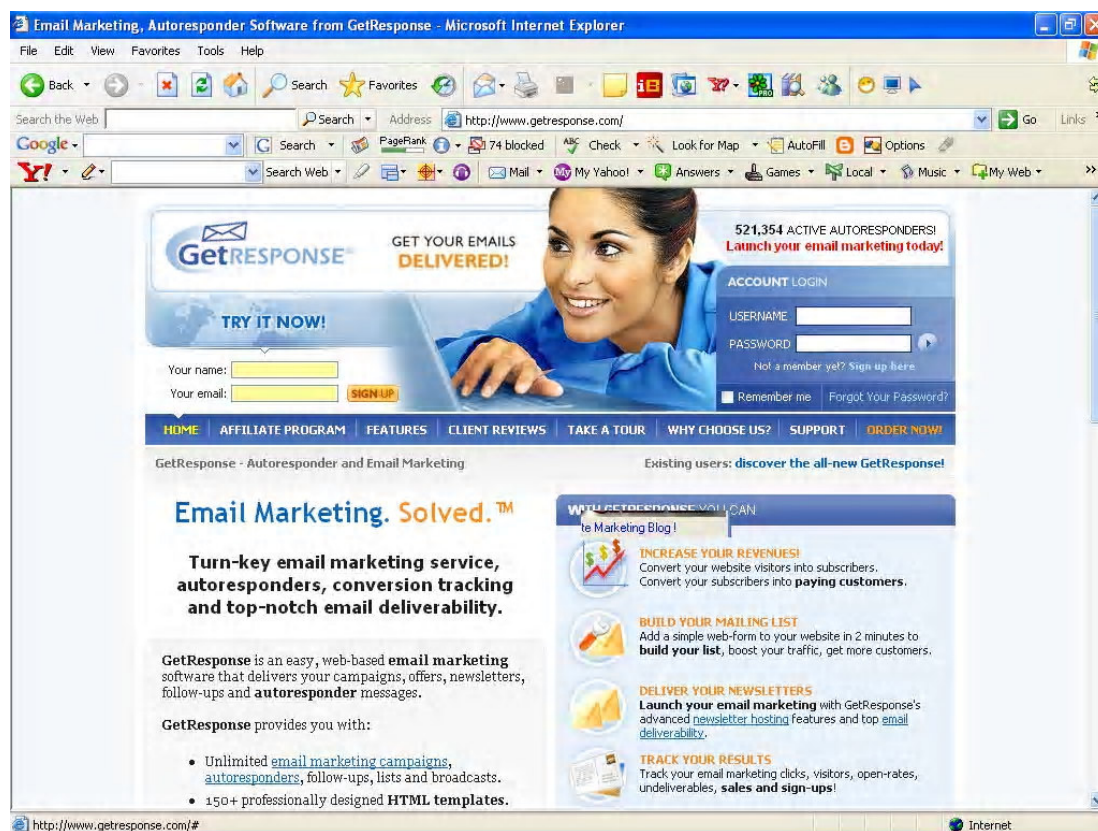 Email Marketing, Autoresponder Software from GetResponse - Microsoft Internet Explorer
File Edit View Favorites Tools Help
Back Search Favorites
Search the Web Search Address http://www.getresponse.com/ Go Links
Google Search PageRank 74 blocked ABC Check Look for Map AutoFill Options
Y! Search Web Mail My My Yahoo! Answers Games Local Music My Web
GetRESPONSE
GET YOUR EMAILS
DELIVERED!
521,354 ACTIVE AUTORESPONDERS!
Launch your email marketing today!
ACCOUNT LOGIN
USERNAME
PASSWORD
Not a member yet? Sign up here
Remember me Forgot Your Password?
TRY IT NOW!
Your name:
Your email: SIGN UP
HOME AFFILIATE PROGRAM FEATURES CLIENT REVIEWS TAKE A TOUR WHY CHOOSE US? SUPPORT ORDER NOW!
GetResponse - Autoresponder and Email Marketing Existing users: discover the all-new GetResponse!
Email Marketing. Solved.™
Turn-key email marketing service,
autoresponders, conversion tracking
and top-notch email deliverability.
GetResponse is an easy, web-based email marketing
software that delivers your campaigns, offers, newsletters,
follow-ups and autoresponder messages.
GetResponse provides you with:
• Unlimited email marketing campaigns,
autoresponders, follow-ups, lists and broadcasts.
• 150+ professionally designed HTML templates.
WITH GETRESPONSE YOU CAN
te Marketing Blog !
INCREASE YOUR REVENUES!
Convert your website visitors into subscribers.
Convert your subscribers into paying customers.
BUILD YOUR MAILING LIST
Add a simple web-form to your website in 2 minutes to
build your list, boost your traffic, get more customers.
DELIVER YOUR NEWSLETTERS
Launch your email marketing with GetResponse's
advanced newsletter hosting features and top email
deliverability.
TRACK YOUR RESULTS
Track your email marketing clicks, visitors, open-rates,
undeliverables, sales and sign-ups!
http://www.getresponse.com/# Internet